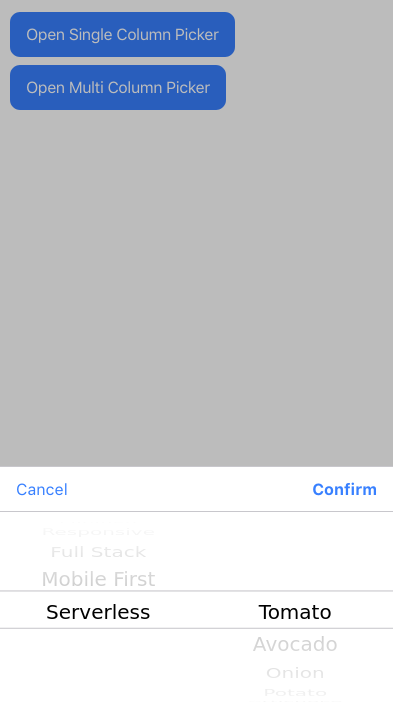 Open Single Column Picker
Open Multi Column Picker
Cancel
Confirm
Responsive
Full Stack
Mobile First
Serverless
Tomato
Avocado
Onion
Potato